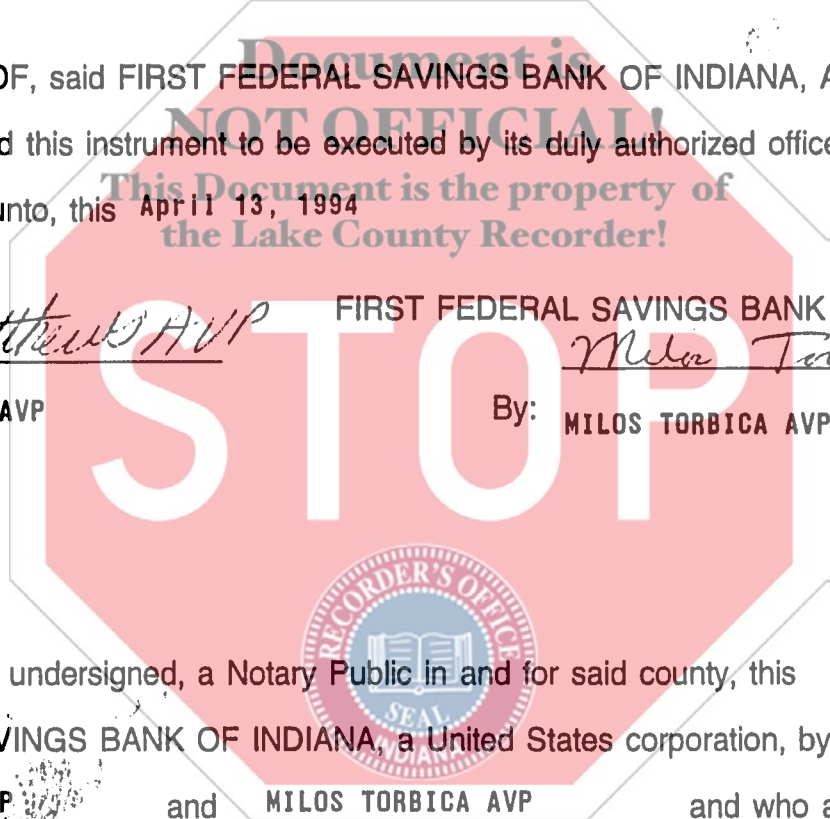 Document is
OF, said FIRST FEDERAL SAVINGS BANK OF INDIANA,
NOT OFFICIAL!
this instrument to be executed by its duly authorized
This Document is the property of
this April 13, 1994
the Lake County Recorder!
AVP FIRST FEDERAL SAVINGS BANK
Milos
AVP By: MILOS TORBICA AVP
STOP
RECORDER'S OFFICE
undersigned, a Notary Public in and for said county, this
SEAL
BANK OF INDIANA, a United States corporation, by
INDIANA
and MILOS TORBICA AVP and who